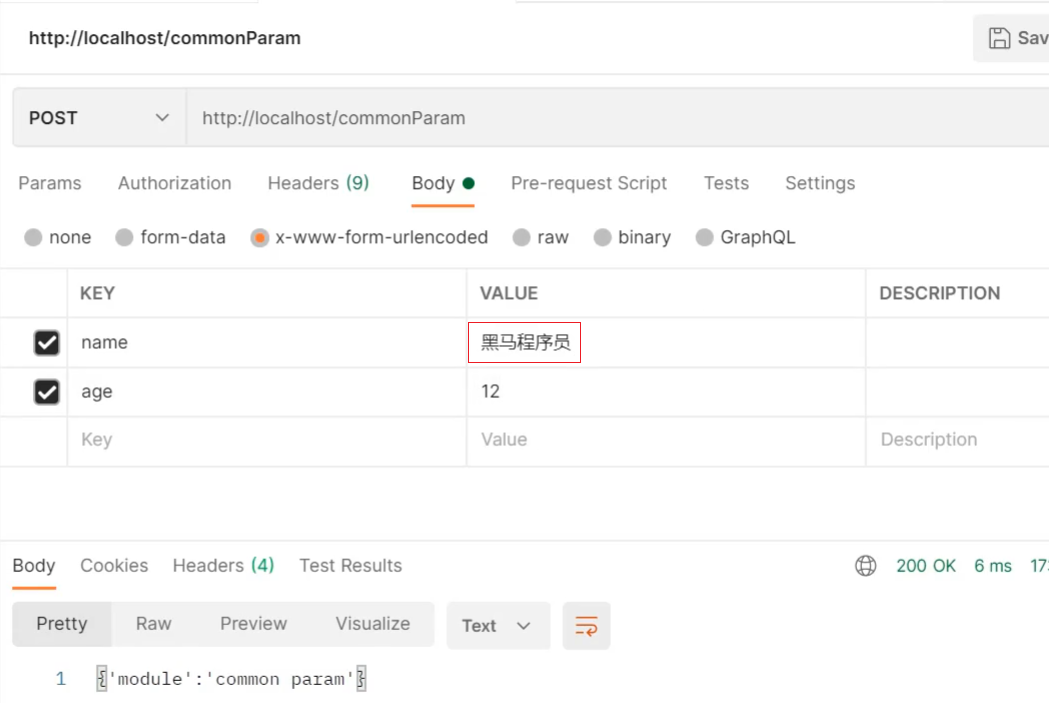 http://localhost/commonParam
Sav
POST http://localhost/commonParam
Params Authorization Headers (9) Body Pre-request Script Tests Settings
none form-data x-www-form-urlencoded raw binary GraphQL
KEY VALUE DESCRIPTION
name 黑马程序员
age 12
Key Value Description
Body Cookies Headers (4) Test Results 200 OK 6 ms 17
Pretty Raw Preview Visualize Text
1 {'module':'common param'}